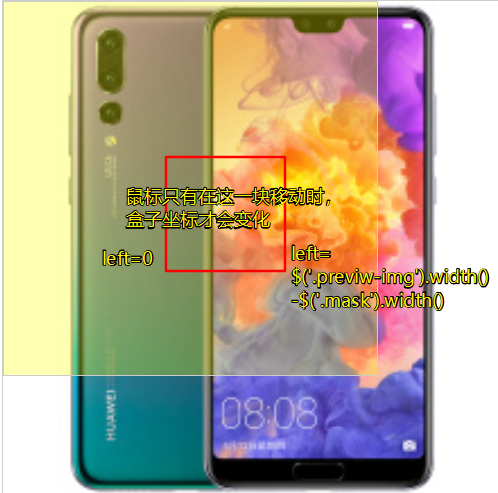 鼠标只有在这一块移动时，
盒子坐标才会变化
left=0
left=
$('.previw-img').width()
-$('.mask').width()
HUAWEI
08:08